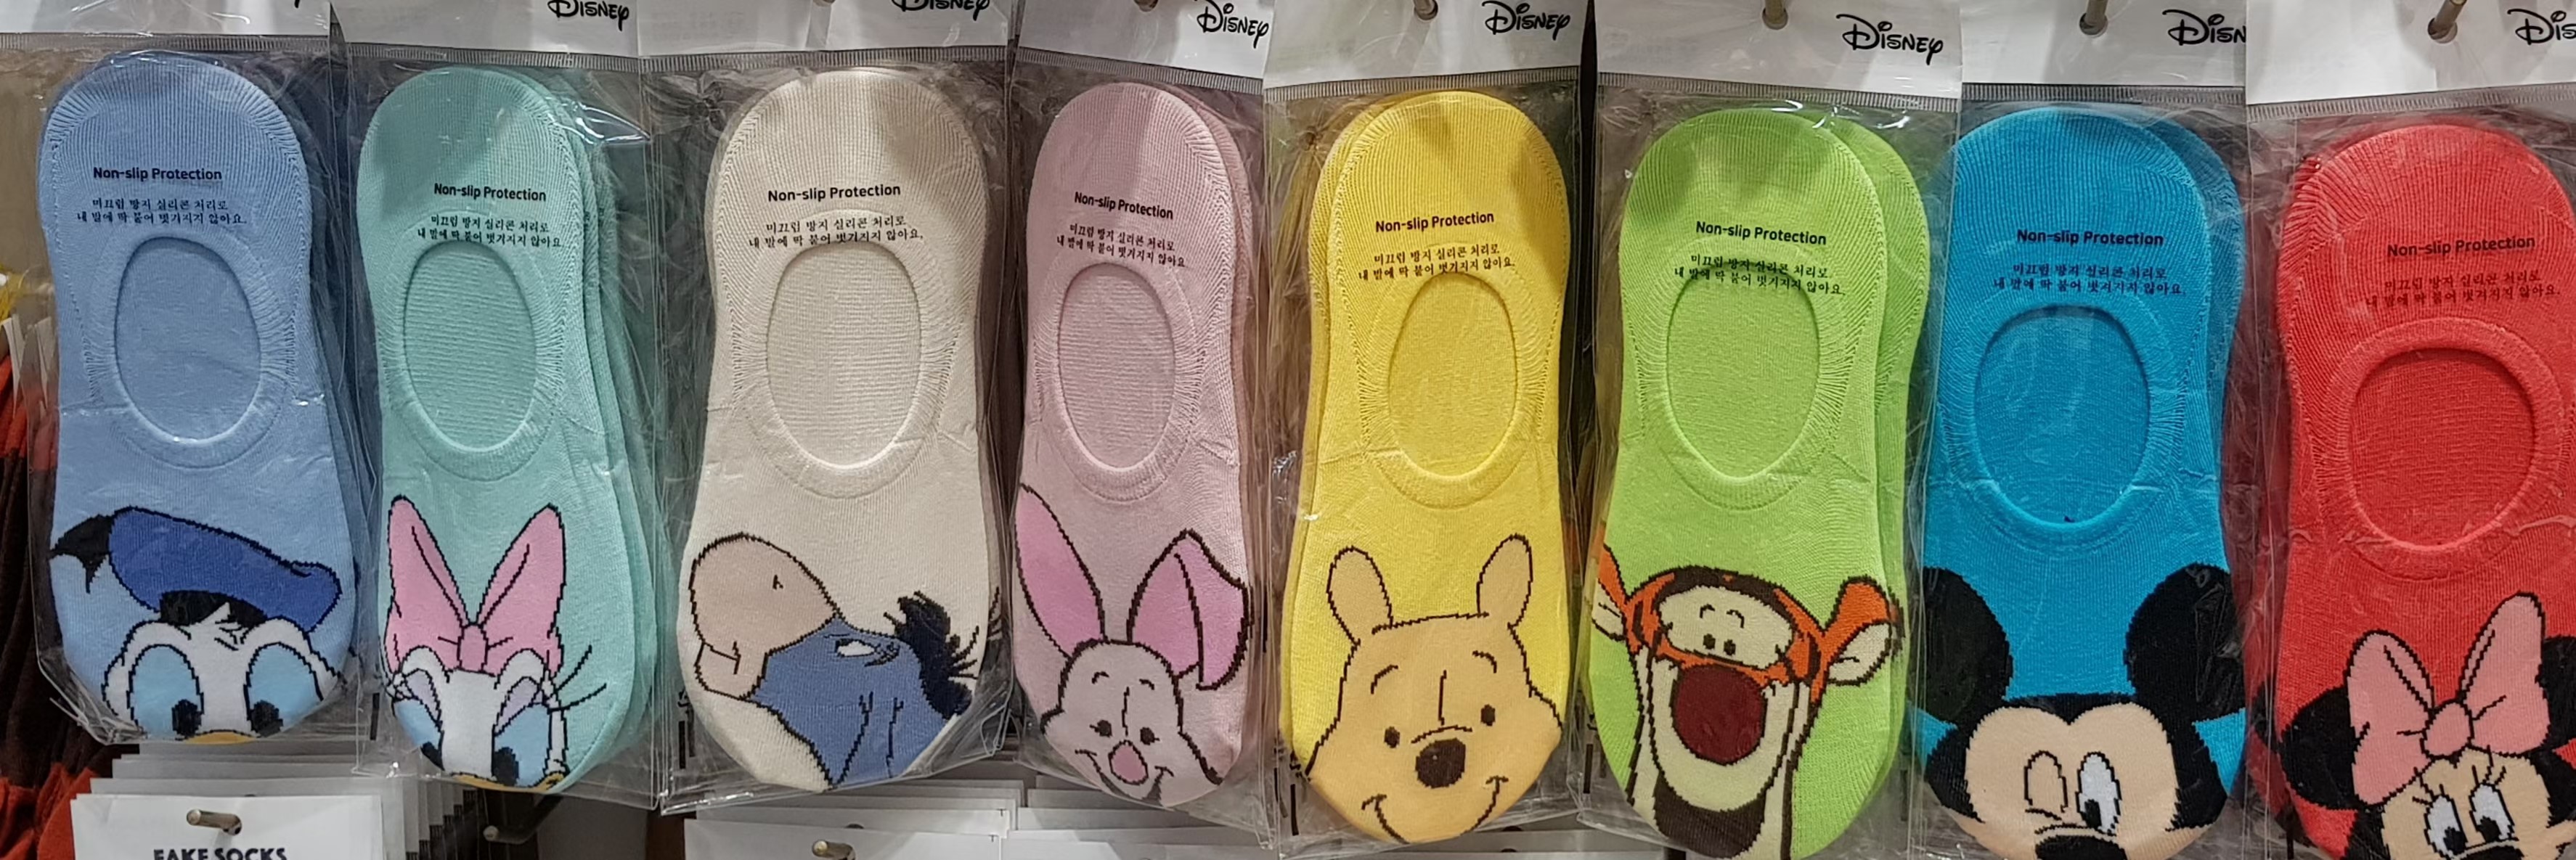 Disney
Disney
Disney
Disney
Disney
Disney
Non-slip Protection
미끄럼 방지 실리콘 처리로
내 발에 딱 붙어 벗겨지지 않아요.
Non-slip Protection
미끄럼 방지 실리콘 처리로
내 발에 딱 붙어 벗겨지지 않아요.
Non-slip Protection
미끄럼 방지 실리콘 처리로
내 발에 딱 붙어 벗겨지지 않아요.
Non-slip Protection
미끄럼 방지 실리콘 처리로
내 발에 딱 붙어 벗겨지지 않아요.
Non-slip Protection
미끄럼 방지 실리콘 처리로
내 발에 딱 붙어 벗겨지지 않아요.
Non-slip Protection
미끄럼 방지 실리콘 처리로
내 발에 딱 붙어 벗겨지지 않아요.
Non-slip Protection
미끄럼 방지 실리콘 처리로
내 발에 딱 붙어 벗겨지지 않아요.
Non-slip Protection
미끄럼 방지 실리콘 처리로
내 발에 딱 붙어 벗겨지지 않아요.
FAKE SOCKS